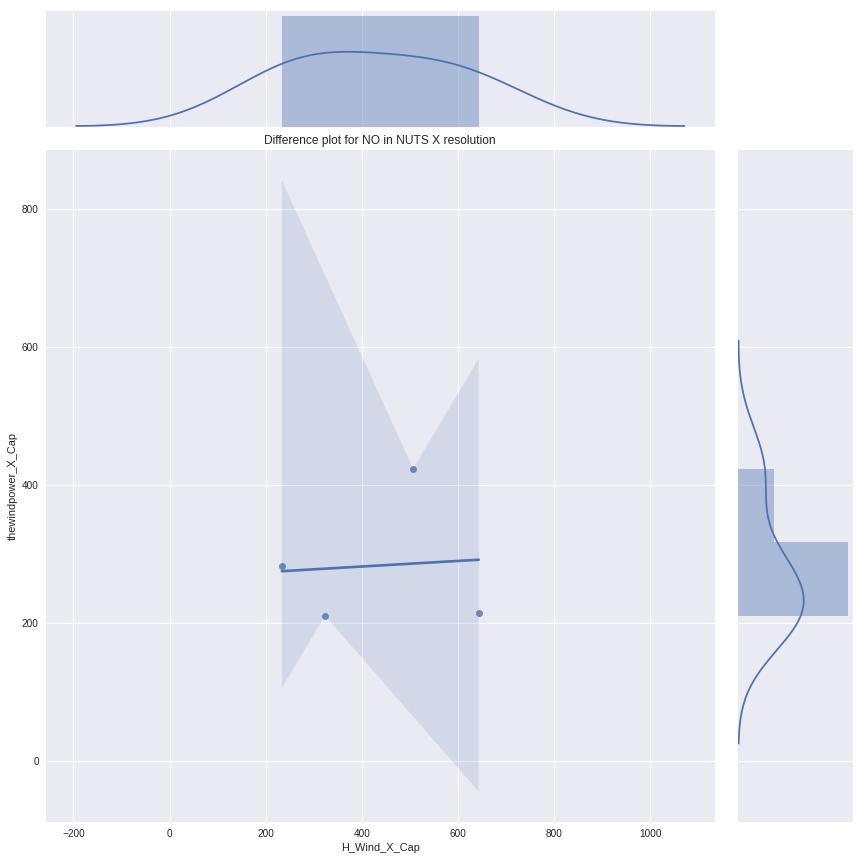 Difference plot for NO in NUTS X resolution
800
600
400
200
0
thewindpower_X_Cap
−200 0 200 400 600 800 1000
H_Wind_X_Cap